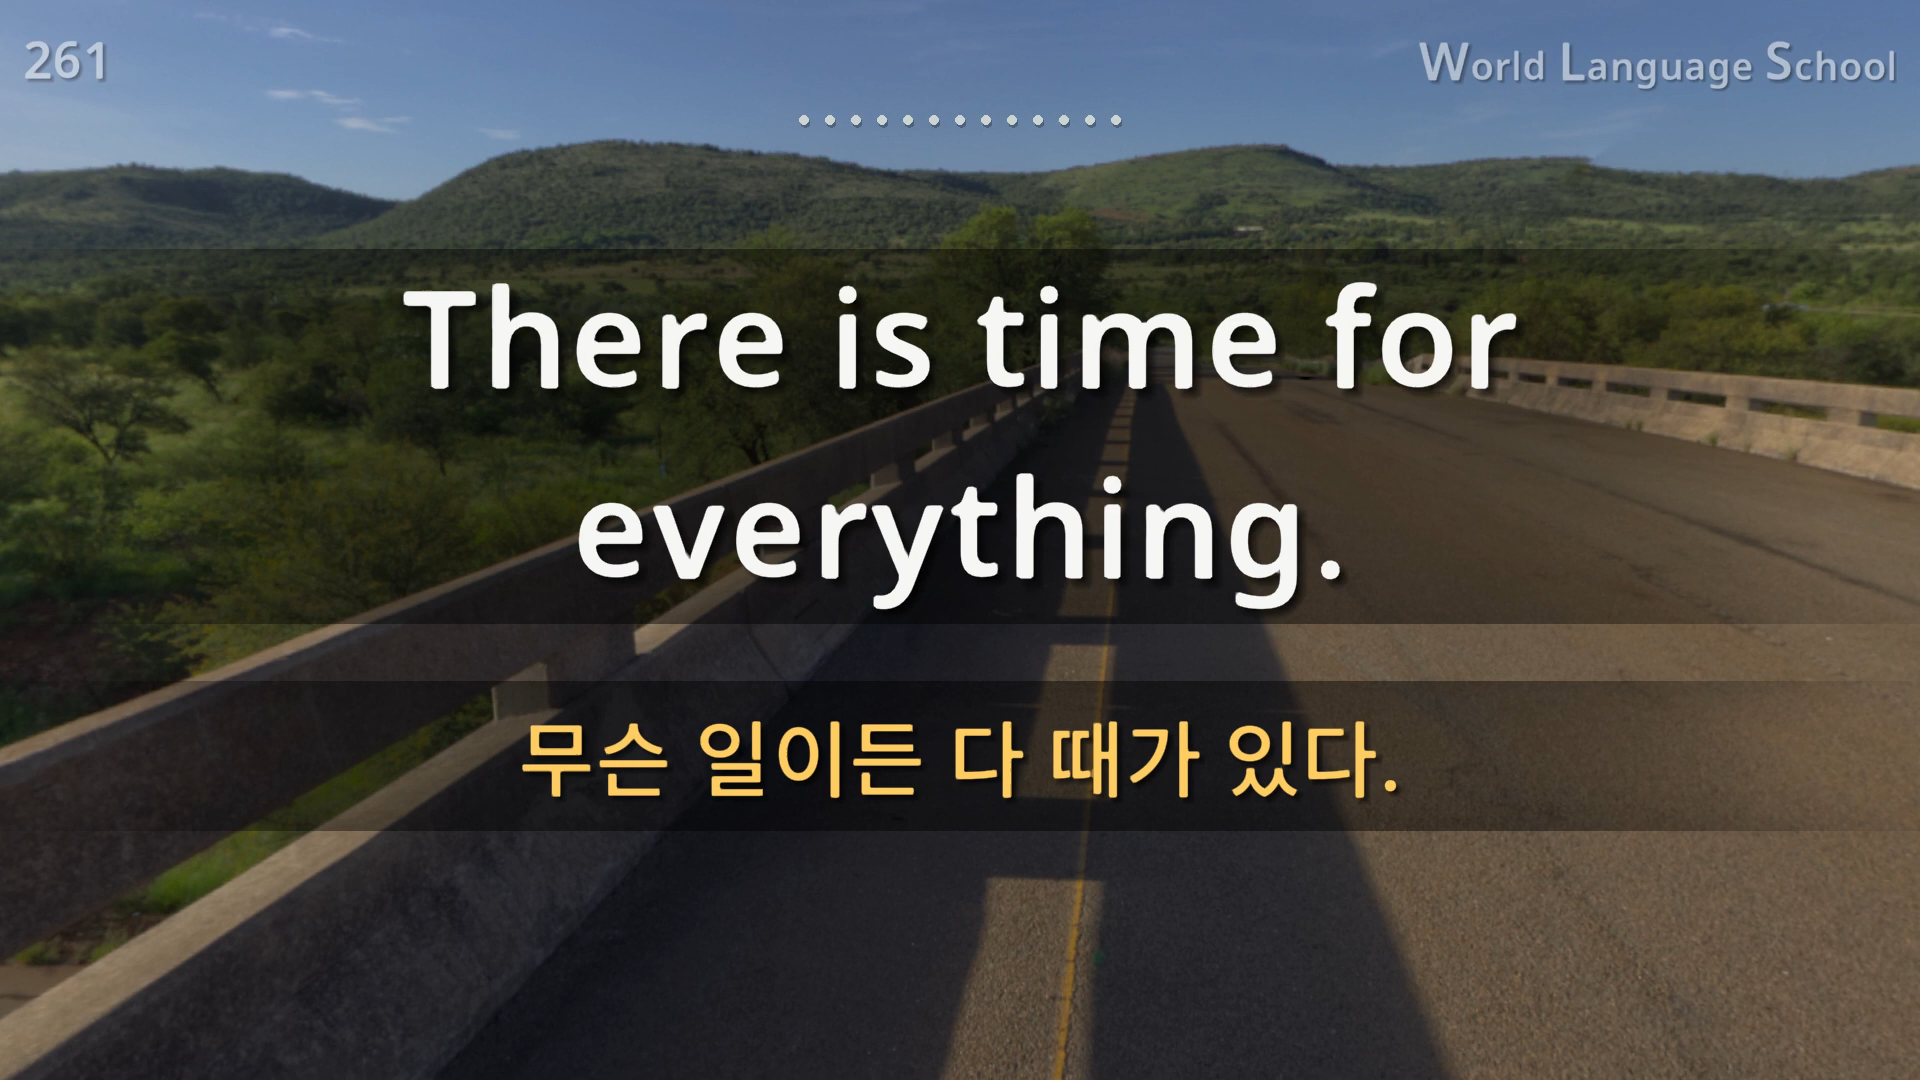 261
World Language School
There is time for
everything.
무슨 일이든 다 때가 있다.